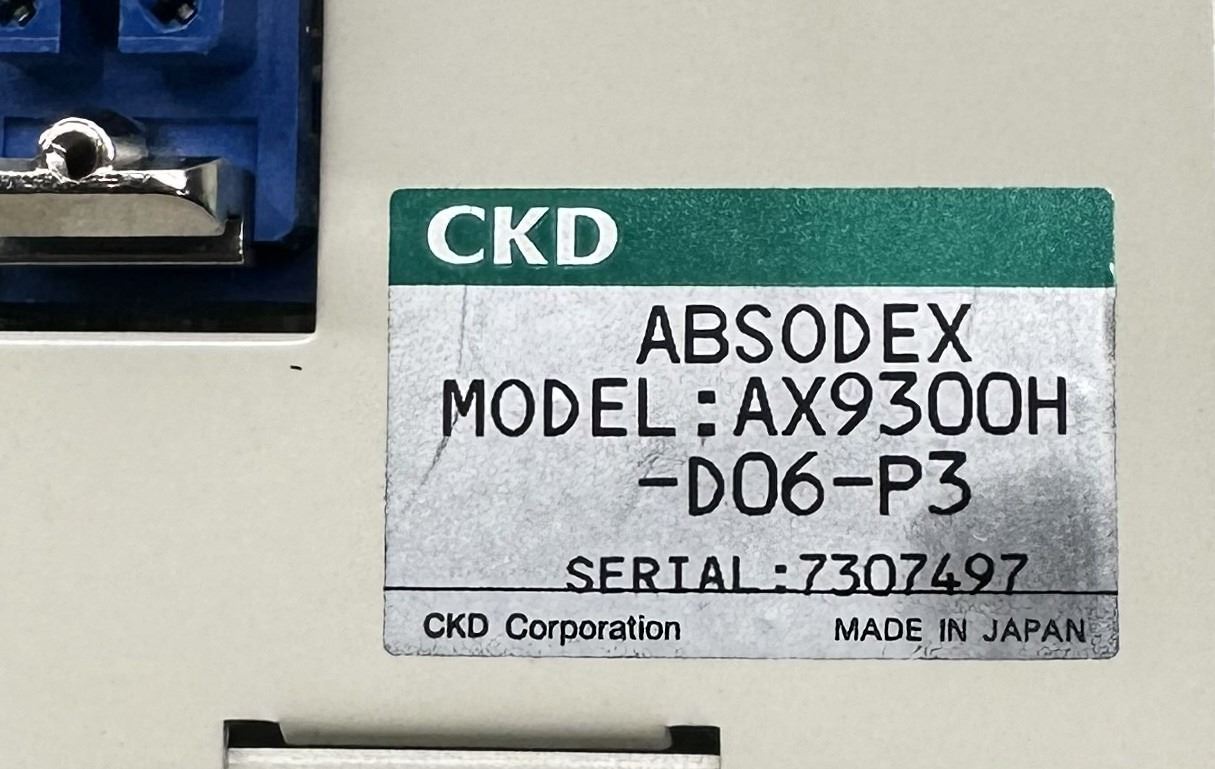 CKD
ABSODEX
MODEL:AX9300H
-D06-P3
SERIAL:7307497
CKD Corporation MADE IN JAPAN